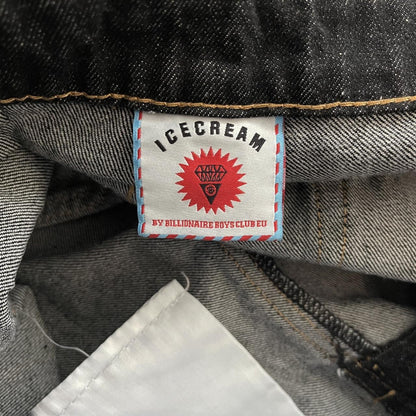 ICECREAM
BY BILLIONAIRE BOYS CLUB EU